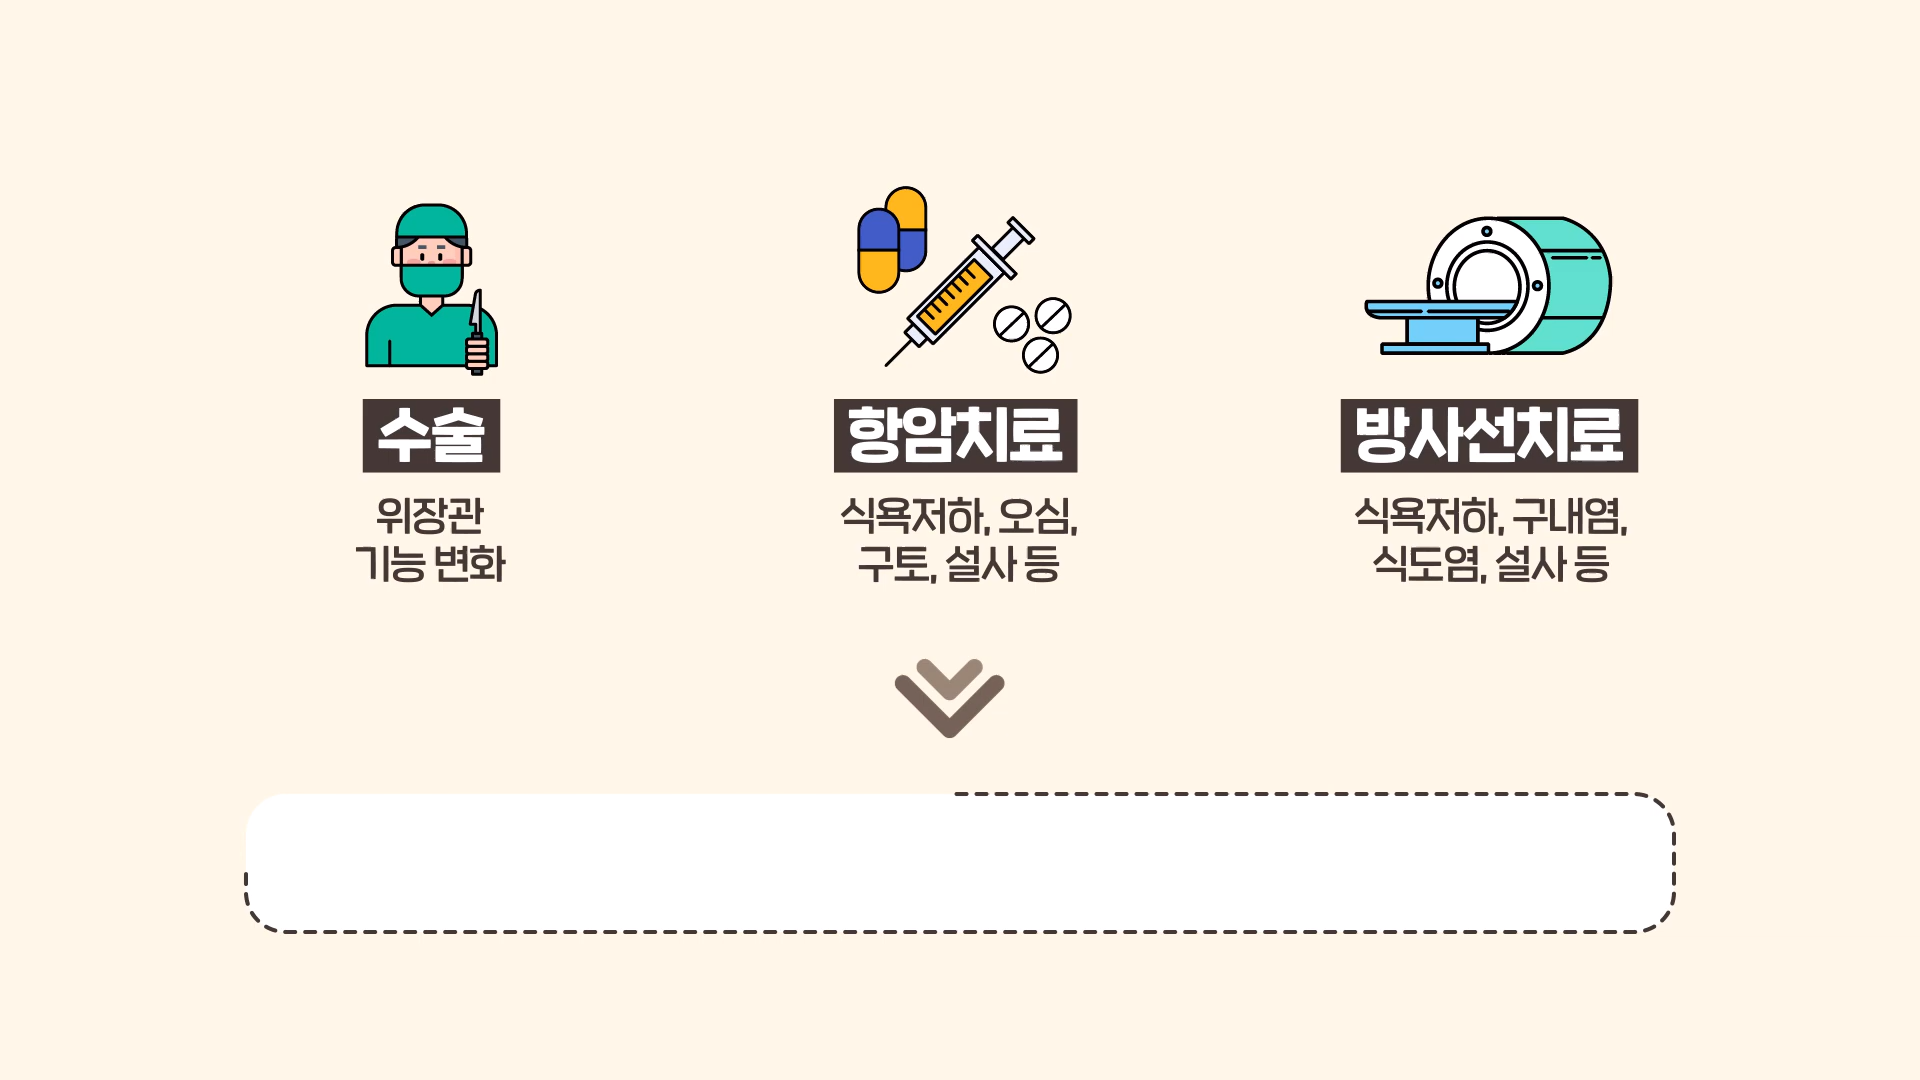 수술
위장관
기능 변화
항암치료
식욕저하, 오심,
구토, 설사 등
방사선치료
식욕저하, 구내염,
식도염, 설사 등